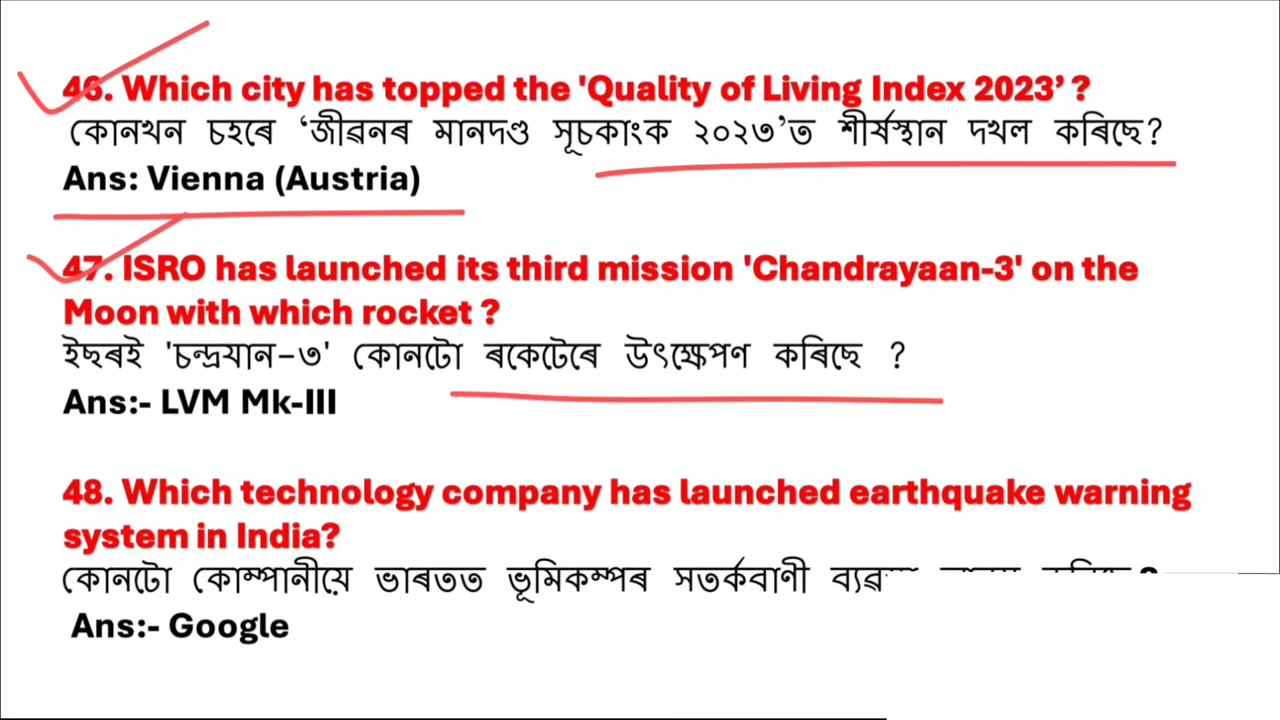 46. Which city has topped the 'Quality of Living Index 2023’ ?
কোনখন চহৰে ‘জীৱনৰ মানদণ্ড সূচকাংক ২০২৩’ত শীৰ্ষস্থান দখল কৰিছে?
Ans: Vienna (Austria)
47. ISRO has launched its third mission 'Chandrayaan-3' on the
Moon with which rocket ?
ইছৰই 'চন্দ্ৰযান-৩' কোনটো ৰকেটেৰে উৎক্ষেপণ কৰিছে ?
Ans:- LVM Mk-III
48. Which technology company has launched earthquake warning
system in India?
কোনটো কোম্পানীয়ে ভাৰতত ভূমিকম্পৰ সতৰ্কবাণী
Ans:- Google